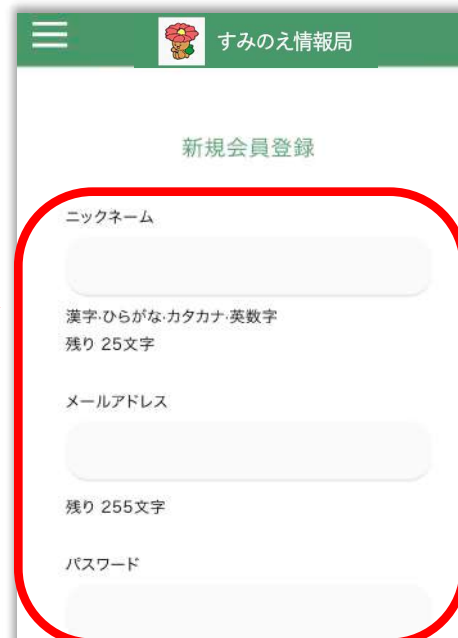 すみのえ情報局
新規会員登録
ニックネーム
漢字·ひらがな·カタカナ·英数字
残り 25文字
メールアドレス
残り 255文字
パスワード